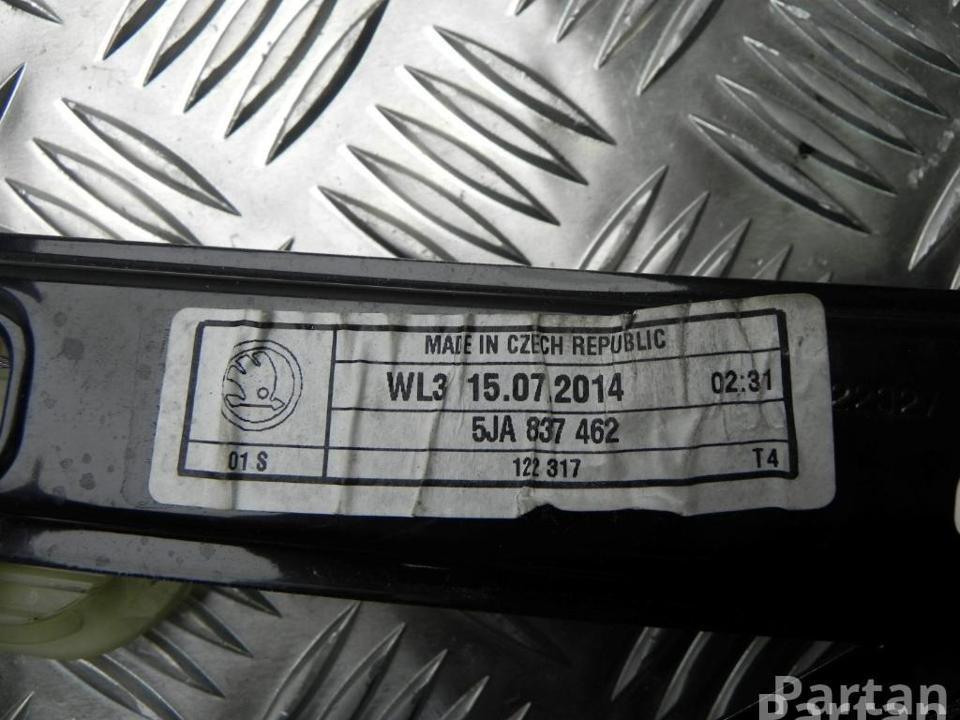 MADE IN CZECH REPUBLIC
WL3 15.07.2014 02:31
5JA 837 462
01 S 122 317 T4
Partan